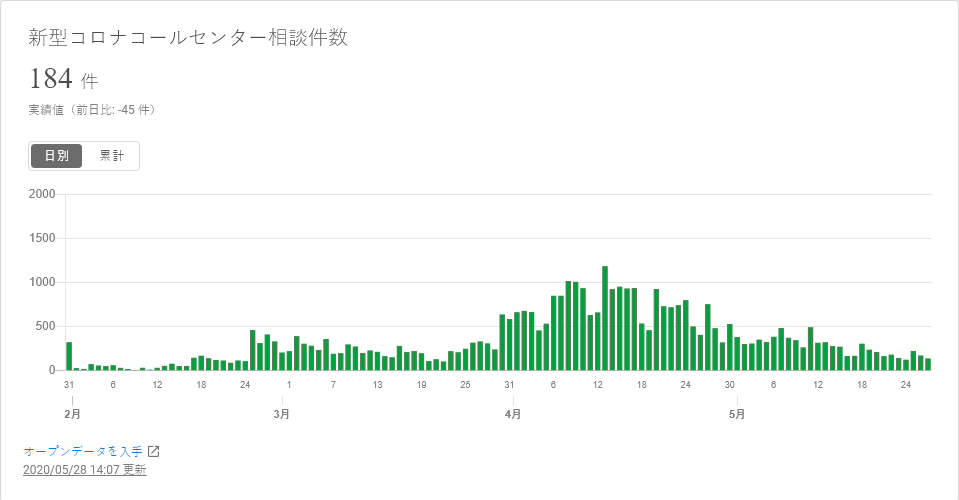 新型コロナコールセンター相談件数
184 件
実績値（前日比: -45 件）
日別 累計
2000
1500
1000
500
0
31 6 12 18 24 1 7 13 19 25 31 6 12 18 24 30 6 12 18 24
2月 3月 4月 5月
オープンデータを入手
2020/05/28 14:07 更新